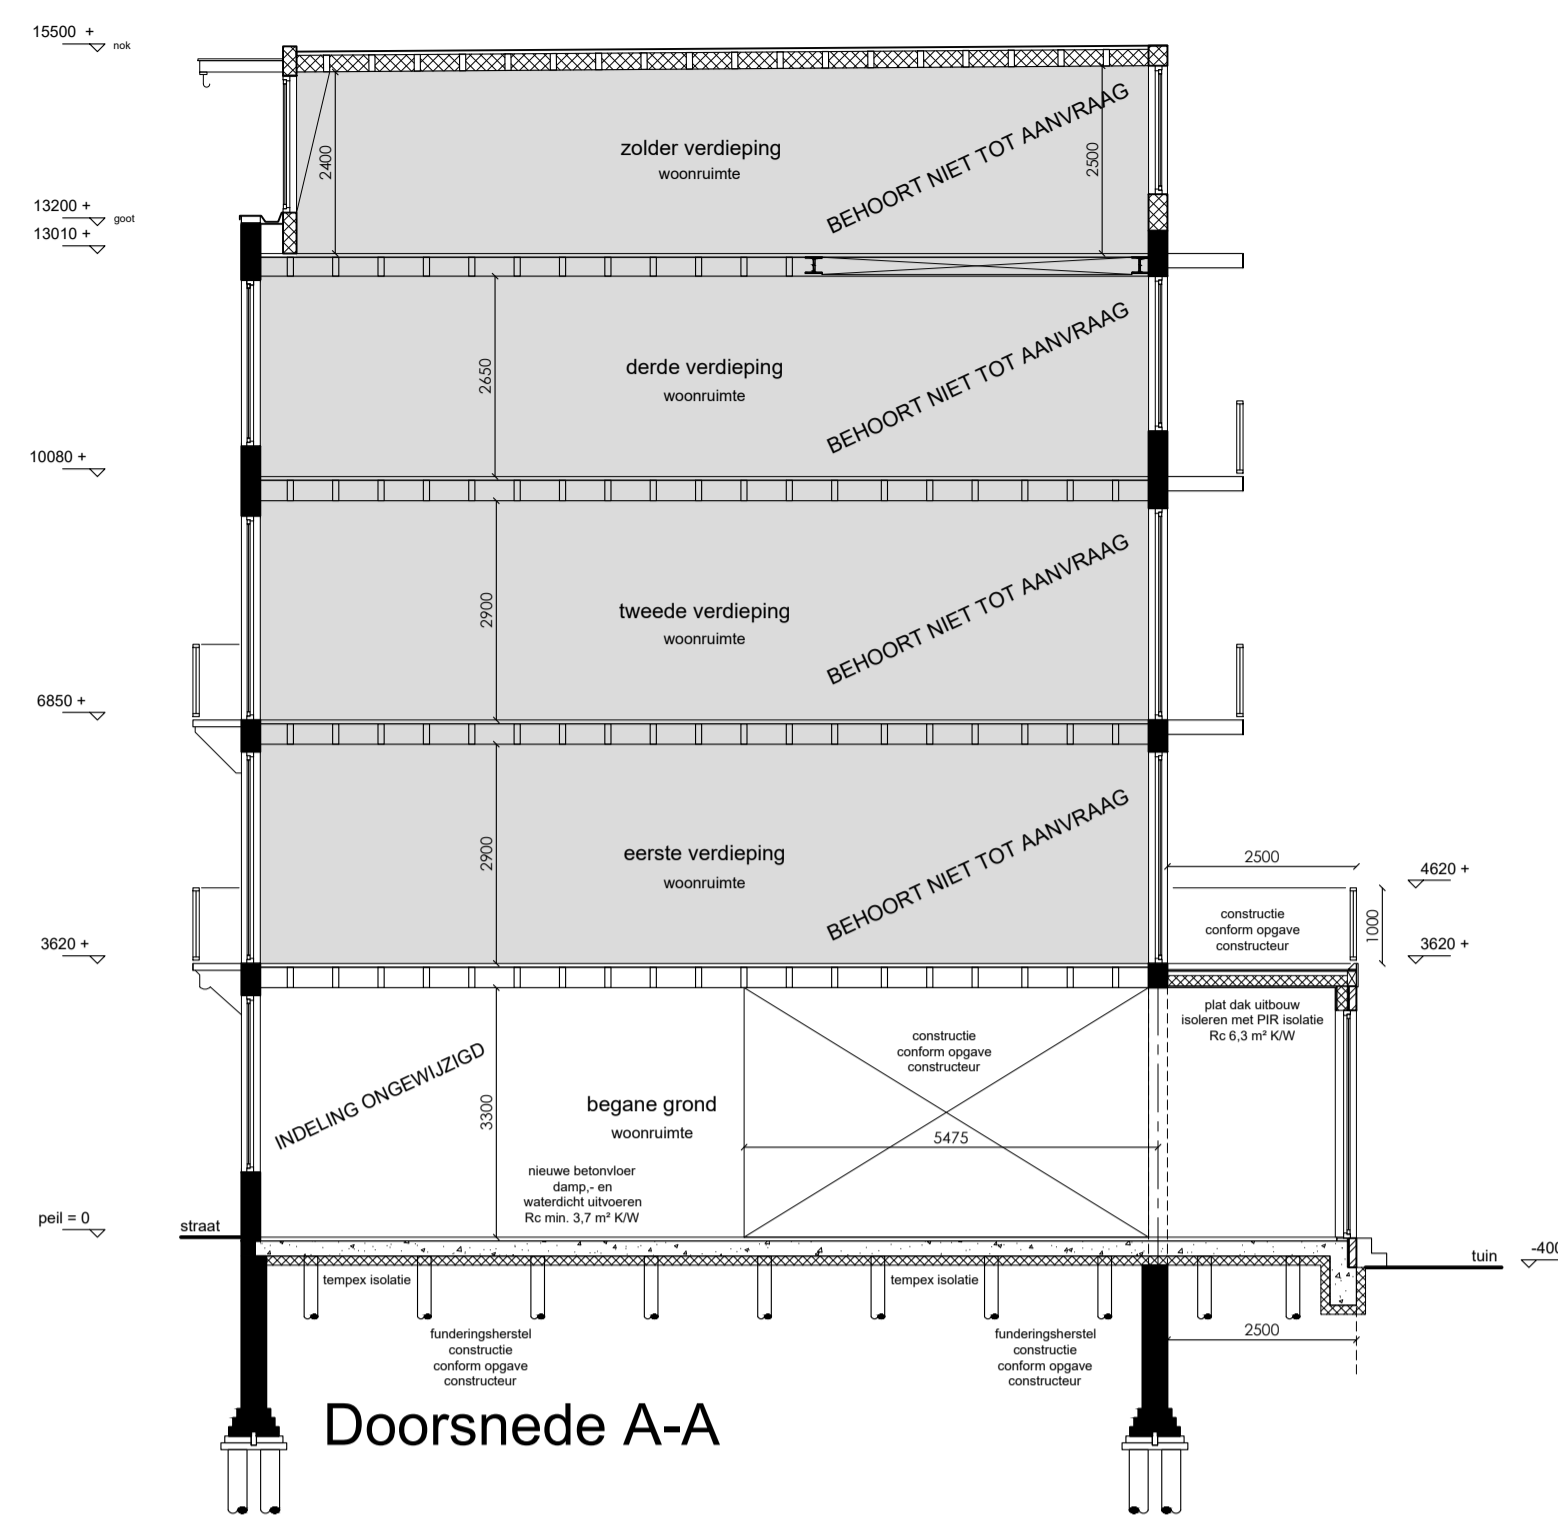 15500 +
nok
zolder verdieping
woonruimte
2400
2500
BEHOORT NIET TOT AANVRAAG
13200 +
goot
13010 +
derde verdieping
woonruimte
2650
BEHOORT NIET TOT AANVRAAG
10080 +
tweede verdieping
woonruimte
2900
BEHOORT NIET TOT AANVRAAG
6850 +
eerste verdieping
woonruimte
2900
BEHOORT NIET TOT AANVRAAG
2500
4620 +
constructie
conform opgave
constructeur
1000
3620 +
3620 +
plat dak uitbouw
isoleren met PIR isolatie
Rc 6,3 m² K/W
constructie
conform opgave
constructeur
INDELING ONGEWIJZIGD
3300
begane grond
woonruimte
5475
nieuwe betonvloer
damp,- en
waterdicht uitvoeren
Rc min. 3,7 m² K/W
peil = 0
straat
tuin
-400
tempex isolatie
tempex isolatie
funderingsherstel
constructie
conform opgave
constructeur
funderingsherstel
constructie
conform opgave
constructeur
2500
Doorsnede A-A